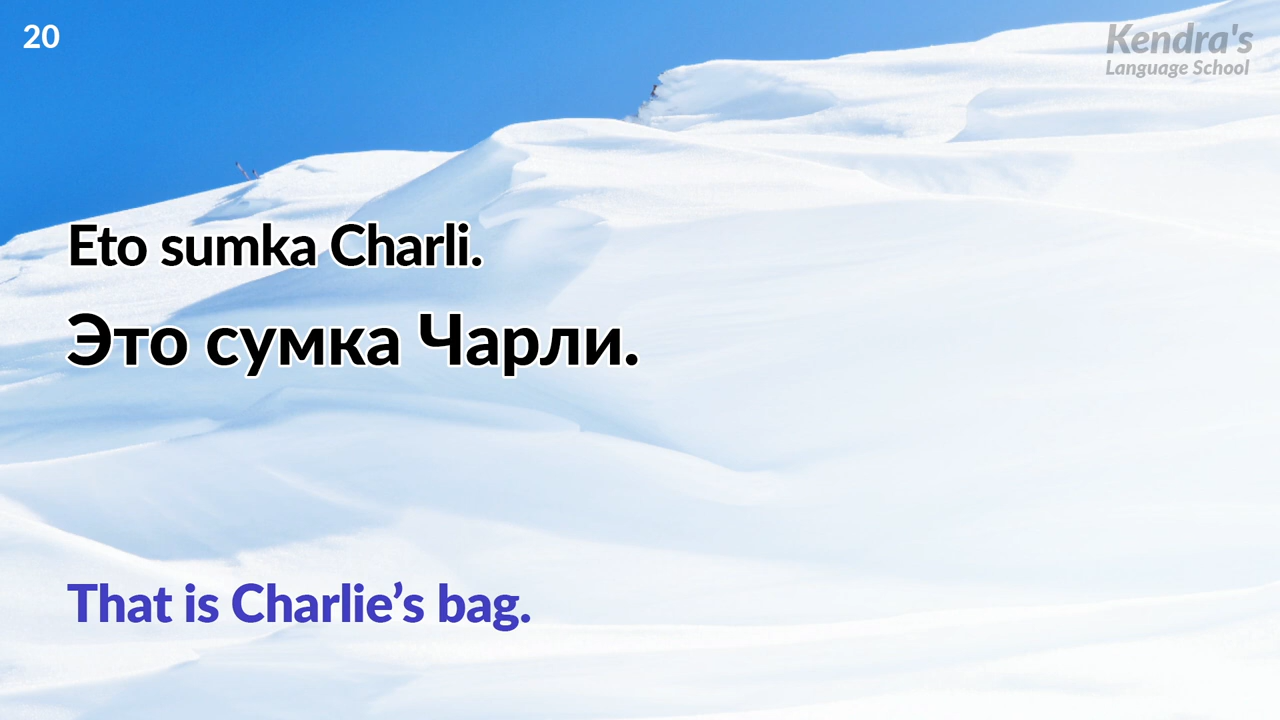 20
Kendra's
Language School
Eto sumka Charli.
Это сумка Чарли.
That is Charlie’s bag.